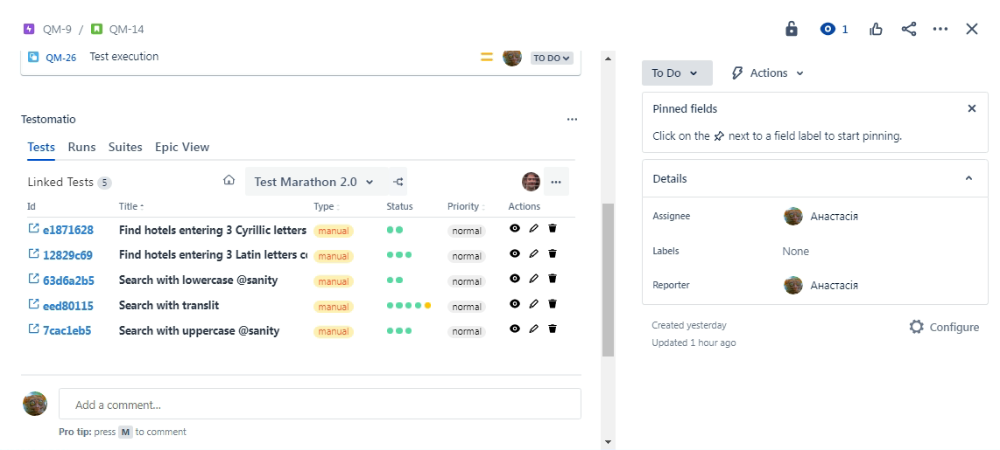 QM-9 / QM-14
1
QM-26 Test execution TO DO
Testomatio
Tests Runs Suites Epic View
Linked Tests 5 Test Marathon 2.0
Id Title Type Status Priority Actions
e1871628 Find hotels entering 3 Cyrillic letters manual normal
12829c69 Find hotels entering 3 Latin letters manual normal
63d6a2b5 Search with lowercase @sanity manual normal
eed80115 Search with translit manual normal
7cac1eb5 Search with uppercase @sanity manual normal
Add a comment...
Pro tip: press M to comment
To Do Actions
Pinned fields
Click on the next to a field label to start pinning.
Details
Assignee Анастасія
Labels None
Reporter Анастасія
Created yesterday Configure
Updated 1 hour ago